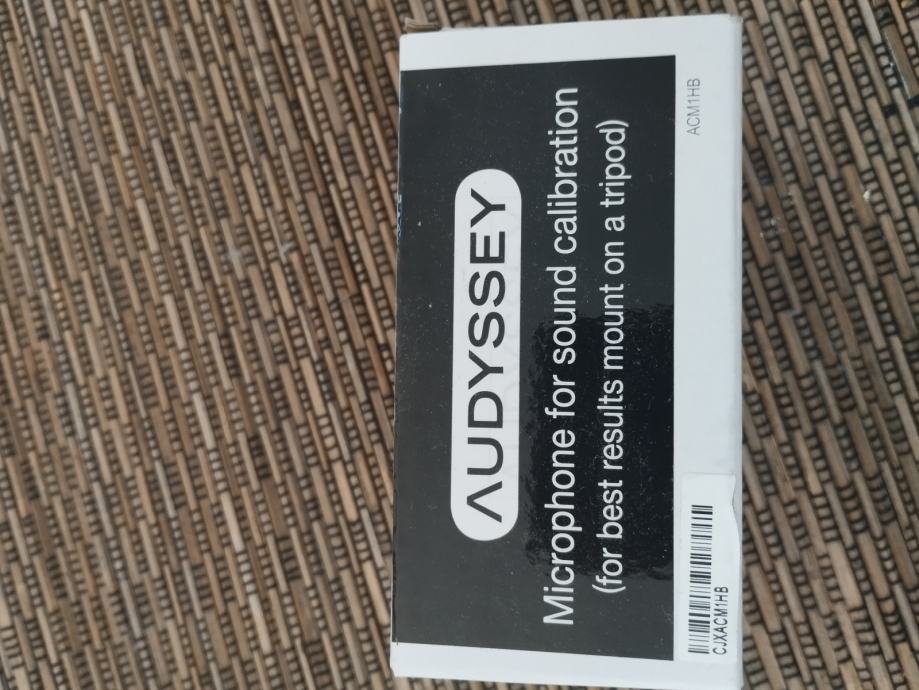 AUDYSSEY
Microphone for sound calibration
(for best results mount on a tripod)
ACM1HB
CJXACM1HB